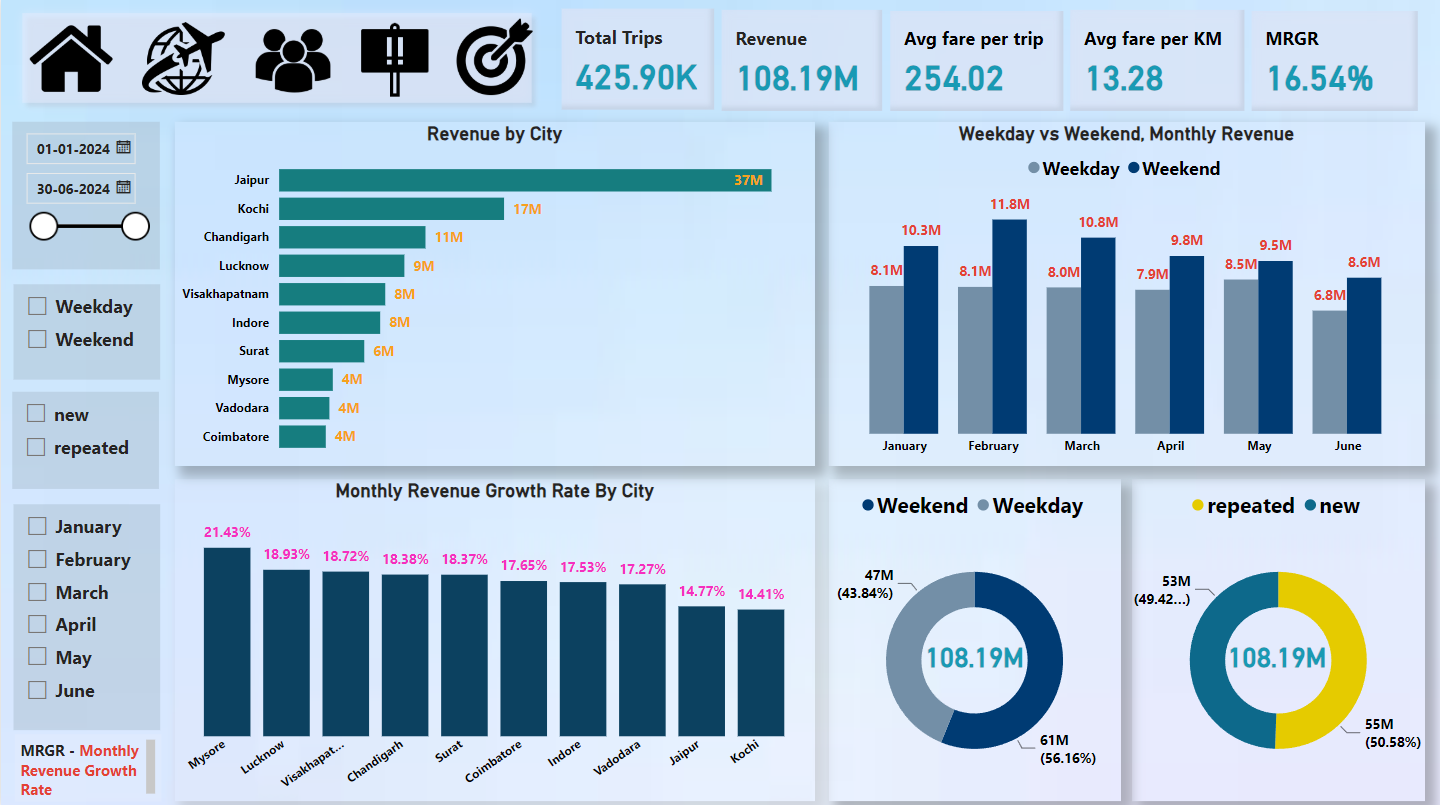 Total Trips
425.90K
Revenue
108.19M
Avg fare per trip
254.02
Avg fare per KM
13.28
MRGR
16.54%
01-01-2024
30-06-2024
Weekday
Weekend
new
repeated
January
February
March
April
May
June
MRGR - Monthly
Revenue Growth
Rate
Revenue by City
Jaipur 37M
Kochi 17M
Chandigarh 11M
Lucknow 9M
Visakhapatnam 8M
Indore 8M
Surat 6M
Mysore 4M
Vadodara 4M
Coimbatore 4M
Weekday vs Weekend, Monthly Revenue
Weekday Weekend
8.1M 10.3M 8.1M 11.8M 8.0M 10.8M 7.9M 9.8M 8.5M 9.5M 6.8M 8.6M
January February March April May June
Monthly Revenue Growth Rate By City
21.43% 18.93% 18.72% 18.38% 18.37% 17.65% 17.53% 17.27% 14.77% 14.41%
Mysore Lucknow Visakhapat... Chandigarh Surat Coimbatore Indore Vadodara Jaipur Kochi
Weekend Weekday
47M
(43.84%)
108.19M
61M
(56.16%)
repeated new
53M
(49.42...)
108.19M
55M
(50.58%)